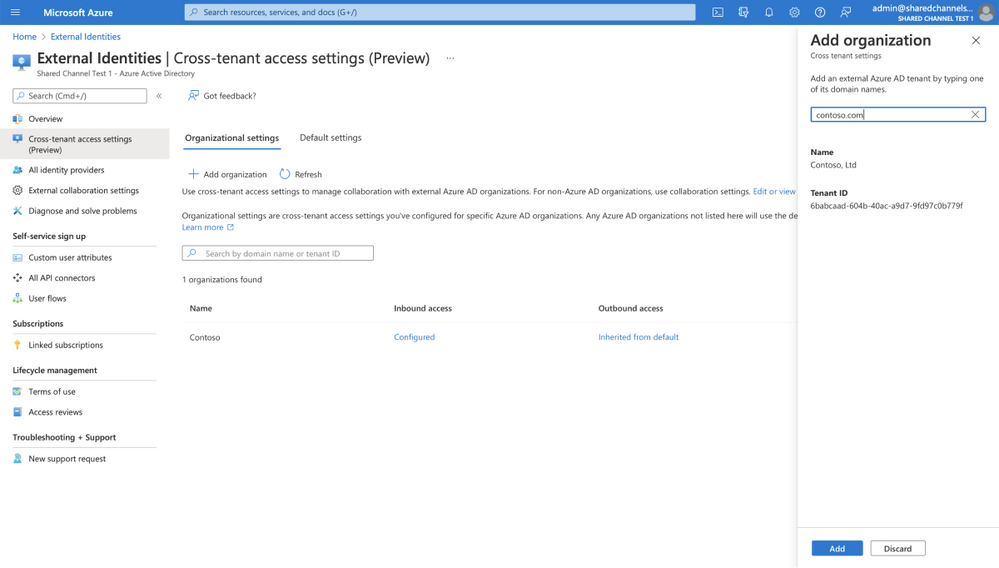 Microsoft Azure
Search resources, services, and docs (G+/)
admin@sharedchannels...
SHARED CHANNEL TEST 1
Home > External Identities
External Identities | Cross-tenant access settings (Preview) ...
Shared Channel Test 1 - Azure Active Directory
Search (Cmd+/)
«
Overview
Cross-tenant access settings
(Preview)
All identity providers
External collaboration settings
Diagnose and solve problems
Self-service sign up
Custom user attributes
All API connectors
User flows
Subscriptions
Linked subscriptions
Lifecycle management
Terms of use
Access reviews
Troubleshooting + Support
New support request
Got feedback?
Organizational settings
Default settings
Add organization
Refresh
Use cross-tenant access settings to manage collaboration with external Azure AD organizations. For non-Azure AD organizations, use collaboration settings. Edit or view
Organizational settings are cross-tenant access settings you've configured for specific Azure AD organizations. Any Azure AD organizations not listed here will use the de
Learn more
Search by domain name or tenant ID
1 organizations found
Name
Inbound access
Outbound access
Contoso
Configured
Inherited from default
Add organization
Cross tenant settings
Add an external Azure AD tenant by typing one
of its domain names.
contoso.com
Name
Contoso, Ltd
Tenant ID
6babcaad-604b-40ac-a9d7-9fd97c0b779f
Add
Discard